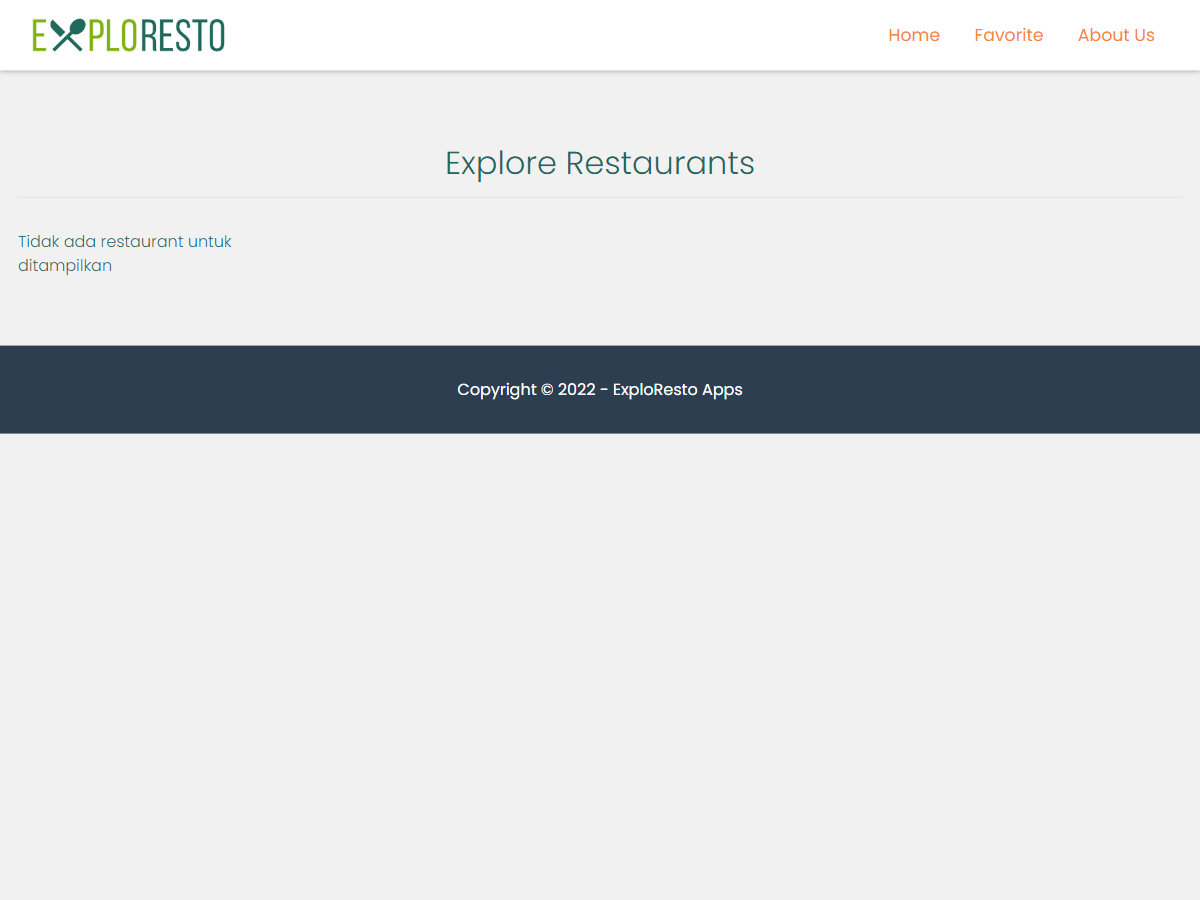 EXPLORESTO
Home Favorite About Us
Explore Restaurants
Tidak ada restaurant untuk
ditampilkan
Copyright © 2022 - ExploResto Apps